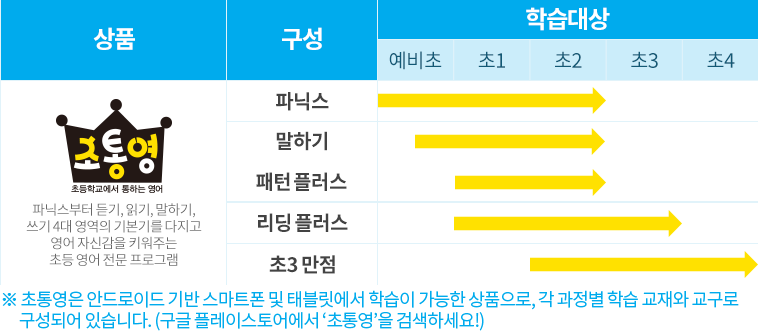 상품
구성
학습대상
예비초
초1
초2
초3
초4
초통영
초등학교에서 통하는 영어
파닉스부터 듣기, 읽기, 말하기,
쓰기 4대 영역의 기본기를 다지고
영어 자신감을 키워주는
초등 영어 전문 프로그램
파닉스
말하기
패턴 플러스
리딩 플러스
초3 만점
※ 초통영은 안드로이드 기반 스마트폰 및 태블릿에서 학습이 가능한 상품으로, 각 과정별 학습 교재와 교구로
구성되어 있습니다. (구글 플레이스토어에서 ‘초통영’을 검색하세요!)